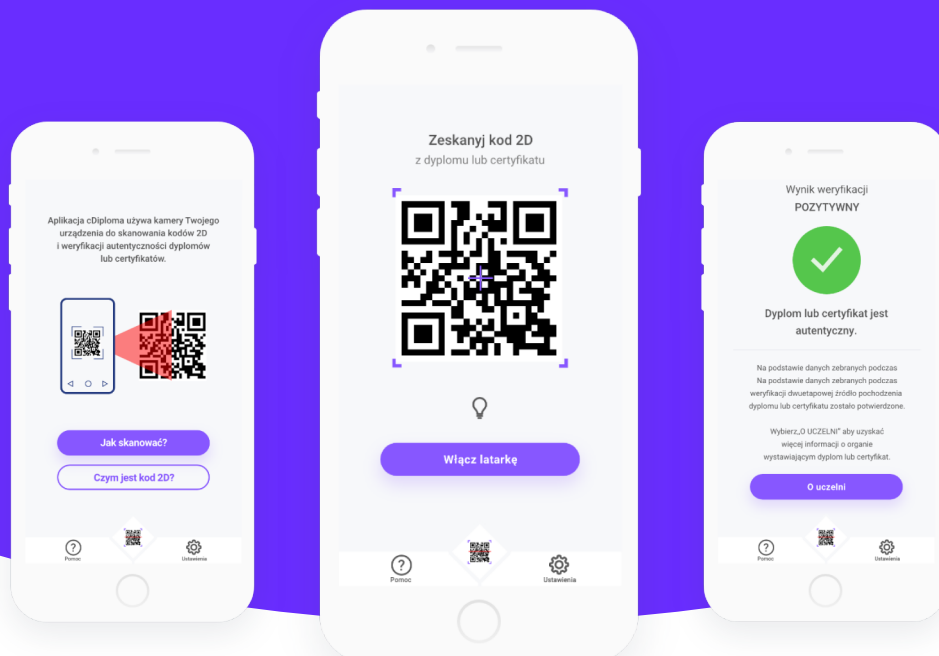 Aplikacja cDiploma używa kamery Twojego
urządzenia do skanowania kodów 2D
i weryfikacji autentyczności dyplomów
lub certyfikatów.
Jak skanować?
Czym jest kod 2D?
Pomoc
Ustawienia
Zeskanyj kod 2D
z dyplomu lub certyfikatu
Włącz łatarkę
Pomoc
Ustawienia
Wynik weryfikacji
POZYTYWNY
Dyplom lub certyfikat jest
autentyczny.
Na podstawie danych zebranych podczas
Na podstawie danych zebranych podczas
weryfikacji dwuetapowej źródło pochodzenia
dyplomu lub certyfikatu zostało potwierdzone.
Wybierz„O UCZELNI” aby uzyskać
więcej informacji o organie
wystawiającym dyplom lub certyfikat.
O uczelni
Pomoc
Ustawienia